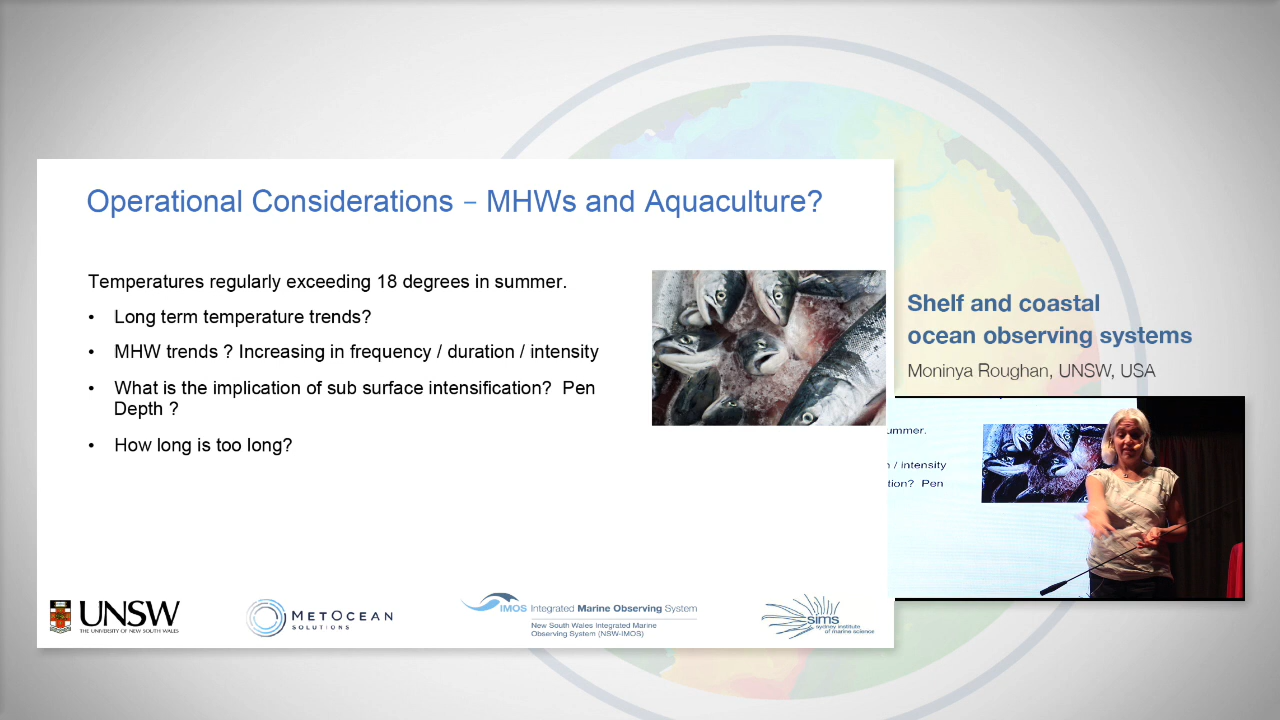 Operational Considerations – MHWs and Aquaculture?
Temperatures regularly exceeding 18 degrees in summer.
• Long term temperature trends?
• MHW trends ? Increasing in frequency / duration / intensity
• What is the implication of sub surface intensification? Pen
Depth ?
• How long is too long?
UNSW
THE UNIVERSITY OF NEW SOUTH WALES
METOCEAN
SOLUTIONS
IMOS Integrated Marine Observing System
New South Wales Integrated Marine
Observing System (NSW-IMOS)
sims
sydney institute
of marine science
Shelf and coastal
ocean observing systems
Moninya Roughan, UNSW, USA
ummer.
/ intensity
tion? Pen